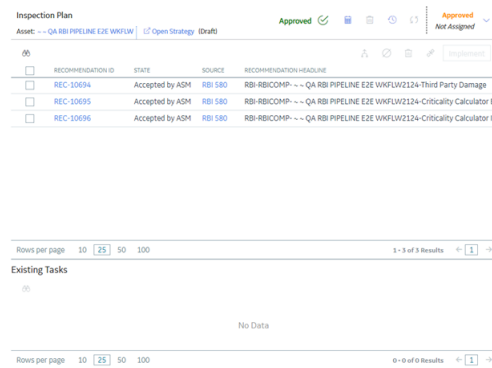 Inspection Plan
Approved
Approved
Not Assigned
Asset: ~ ~ QA RBI PIPELINE E2E WKFLW
Open Strategy (Draft)
Implement
RECOMMENDATION ID STATE SOURCE RECOMMENDATION HEADLINE
REC-10694 Accepted by ASM RBI 580 RBI-RBICOMP- ~ ~ QA RBI PIPELINE E2E WKFLW2124-Third Party Damage
REC-10695 Accepted by ASM RBI 580 RBI-RBICOMP- ~ ~ QA RBI PIPELINE E2E WKFLW2124-Criticality Calculator
REC-10696 Accepted by ASM RBI 580 RBI-RBICOMP- ~ ~ QA RBI PIPELINE E2E WKFLW2124-Criticality Calculator
Rows per page 10 25 50 100 1 - 3 of 3 Results 1
Existing Tasks
No Data
Rows per page 10 25 50 100 0 - 0 of 0 Results 1